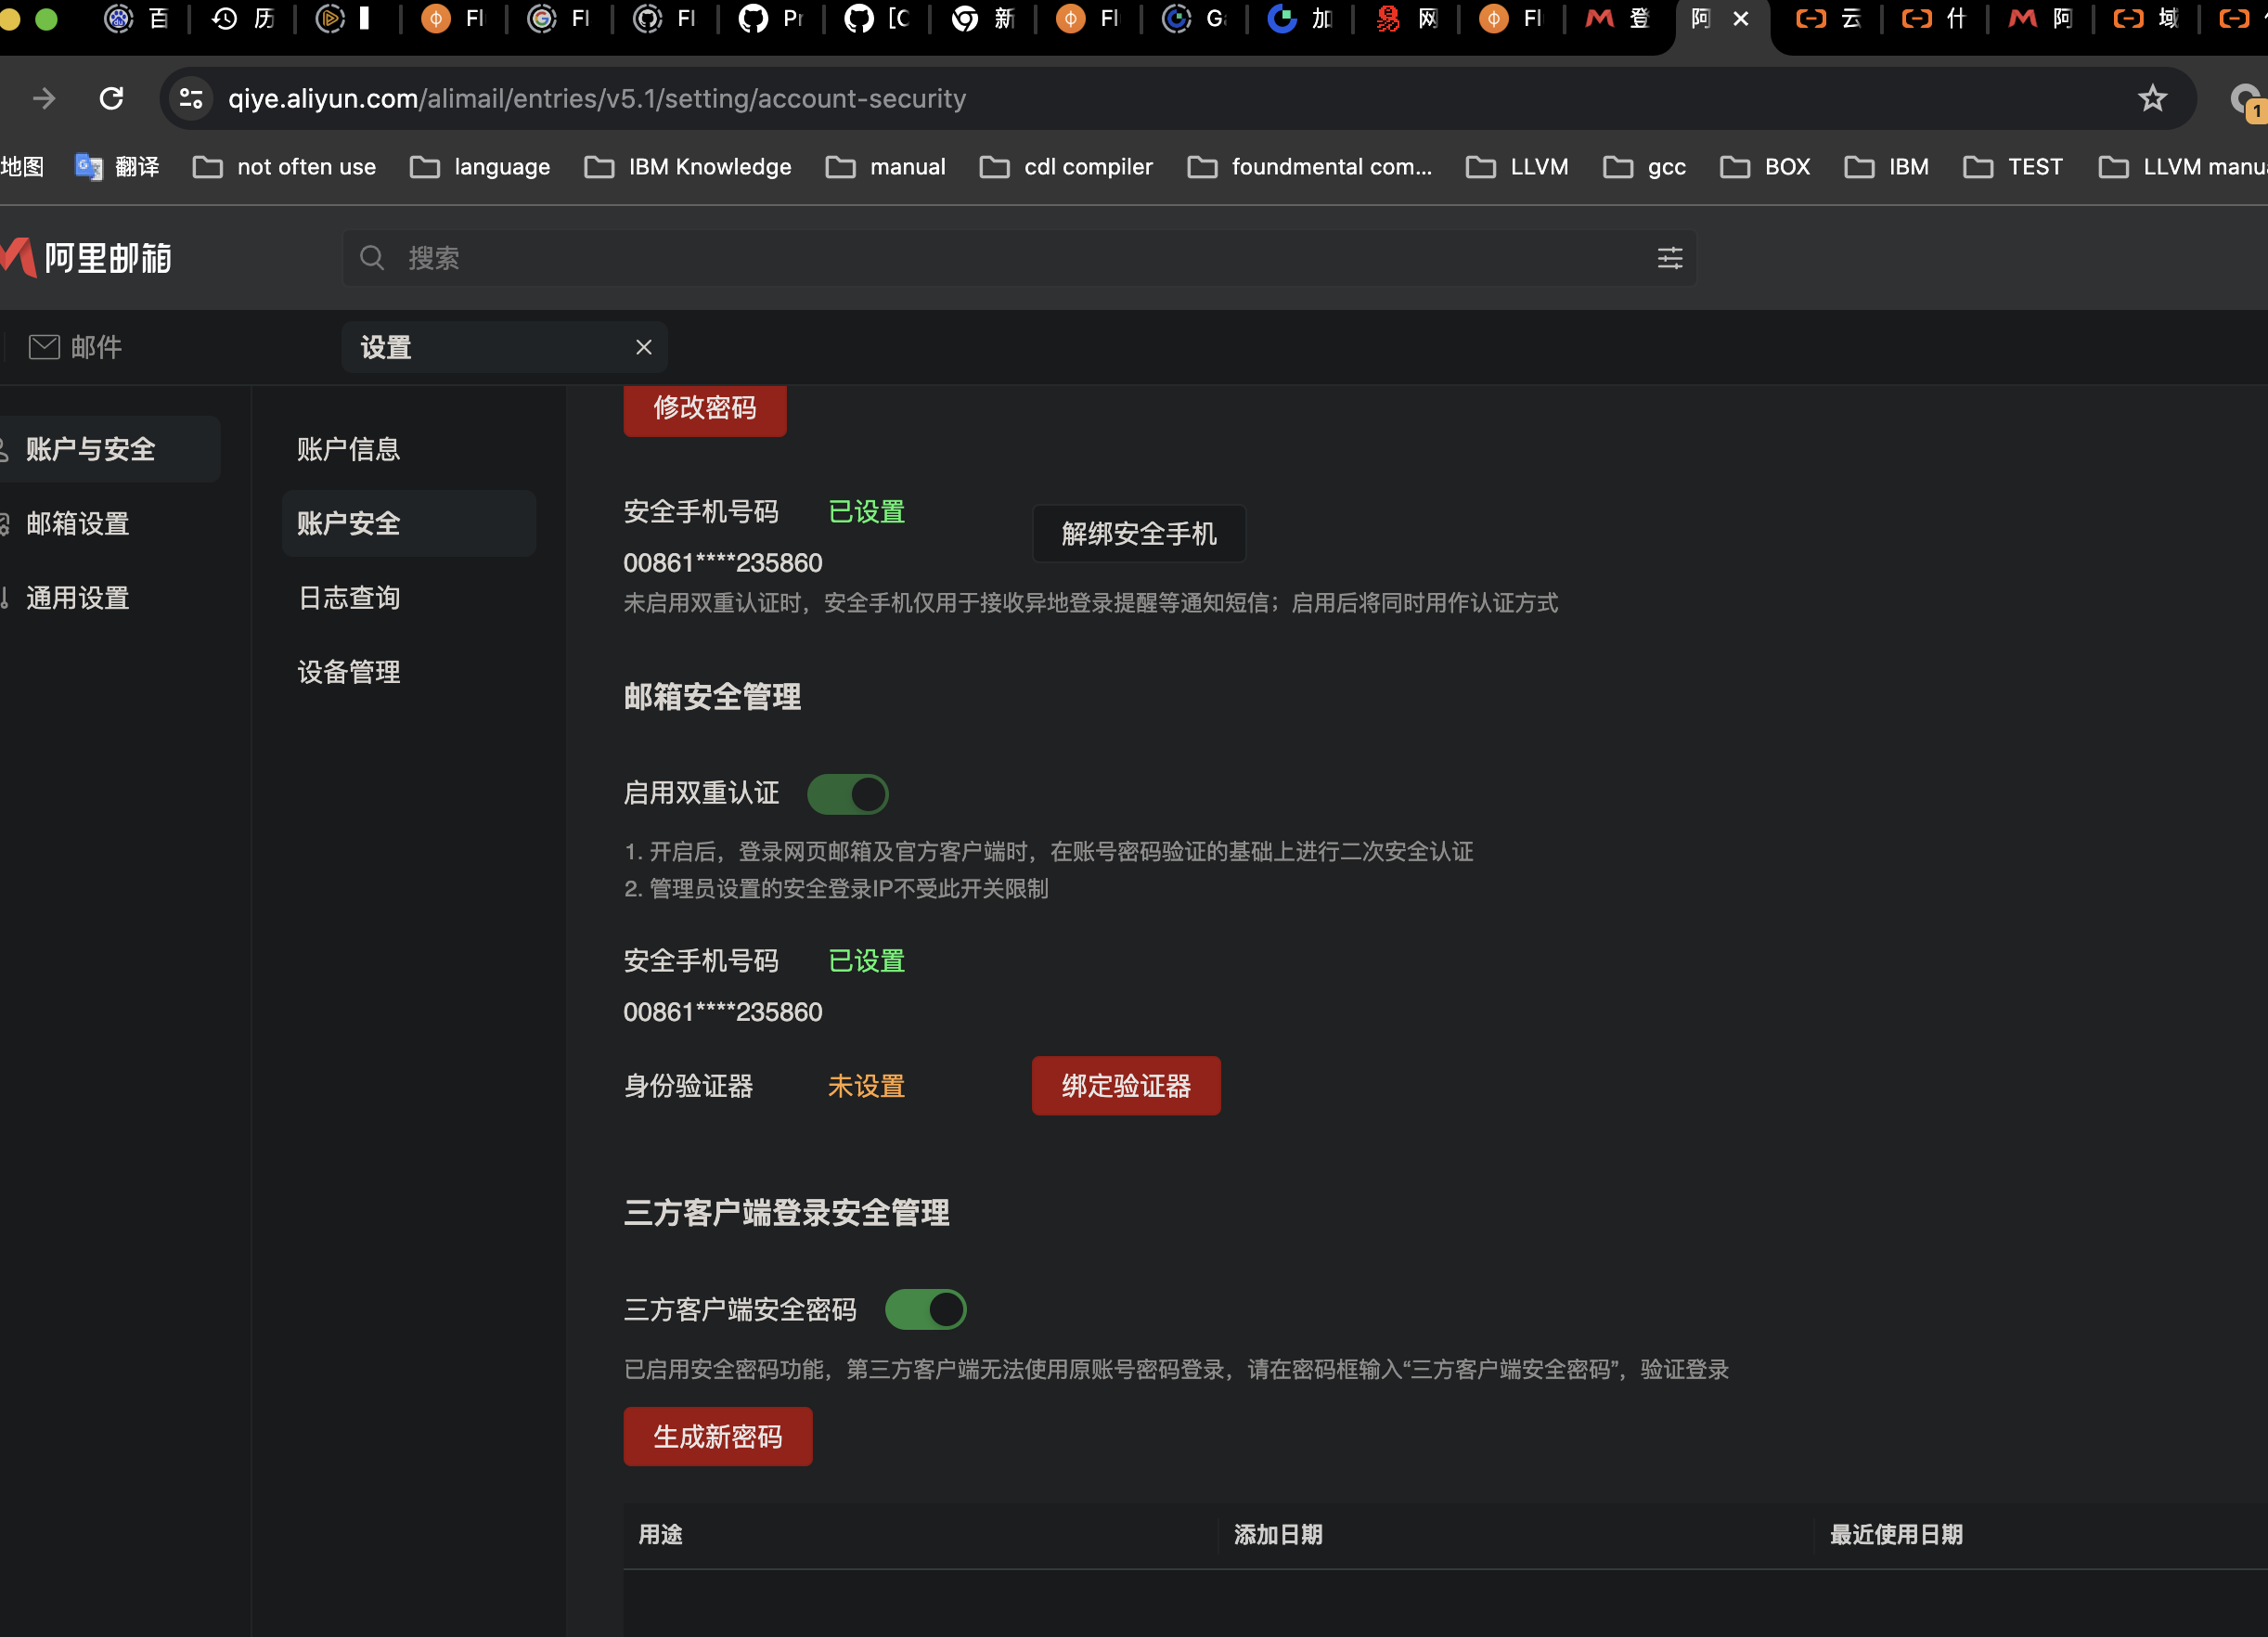 百 历 Fl Fl Fl Pr [C 新 Fl Ga 加 网 Fl 登 阿 云 什 阿 域
qiye.aliyun.com/alimail/entries/v5.1/setting/account-security
1
地图 翻译 not often use language IBM Knowledge manual cdl compiler foundmental com... LLVM gcc BOX IBM TEST LLVM manu
阿里邮箱
搜索
邮件
设置
账户与安全
邮箱设置
通用设置
账户信息
账户安全
日志查询
设备管理
修改密码
安全手机号码 已设置
解绑安全手机
00861****235860
未启用双重认证时，安全手机仅用于接收异地登录提醒等通知短信；启用后将同时用作认证方式
邮箱安全管理
启用双重认证
1. 开启后，登录网页邮箱及官方客户端时，在账号密码验证的基础上进行二次安全认证
2. 管理员设置的安全登录IP不受此开关限制
安全手机号码 已设置
00861****235860
身份验证器 未设置 绑定验证器
三方客户端登录安全管理
三方客户端安全密码
已启用安全密码功能，第三方客户端无法使用原账号密码登录，请在密码框输入“三方客户端安全密码”，验证登录
生成新密码
用途 添加日期 最近使用日期